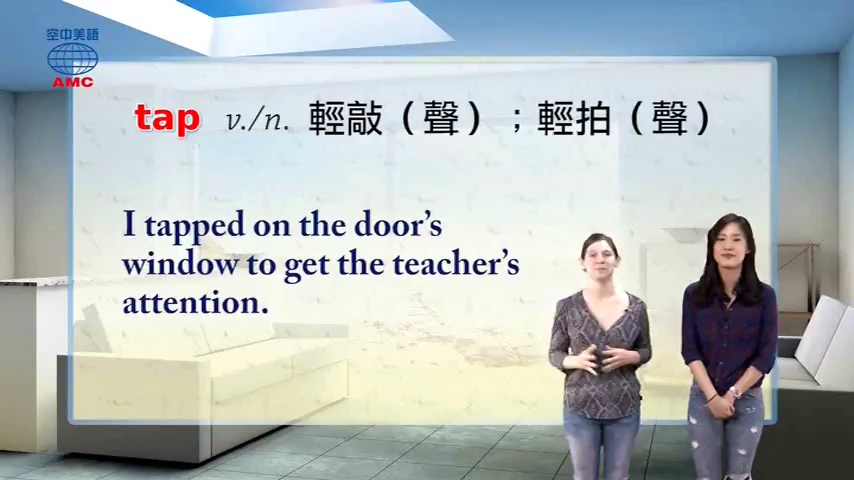 空中美語
AMC
tap v./n. 輕敲（聲）；輕拍（聲）
I tapped on the door’s
window to get the teacher’s
attention.